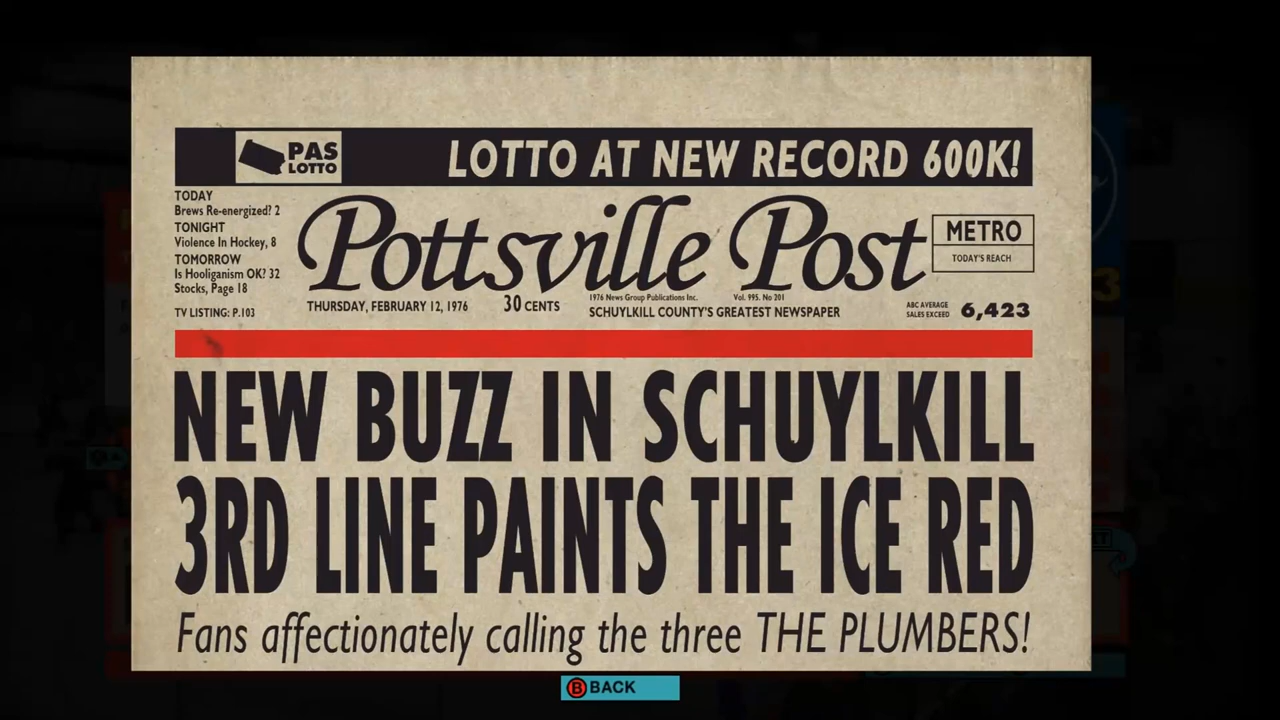 PAS
LOTTO
LOTTO AT NEW RECORD 600K!
TODAY
Brews Re-energized? 2
TONIGHT
Violence In Hockey, 8
TOMORROW
Is Hooliganism OK? 32
Stocks, Page 18
TV LISTING: P.103
Pottsville Post
METRO
TODAY'S REACH
THURSDAY, FEBRUARY 12, 1976
30 CENTS
1976 News Group Publications Inc.
Vol. 995. No 201
SCHUYLKILL COUNTY'S GREATEST NEWSPAPER
ABC AVERAGE
SALES EXCEED
6,423
NEW BUZZ IN SCHUYLKILL
3RD LINE PAINTS THE ICE RED
Fans affectionately calling the three THE PLUMBERS!
B BACK